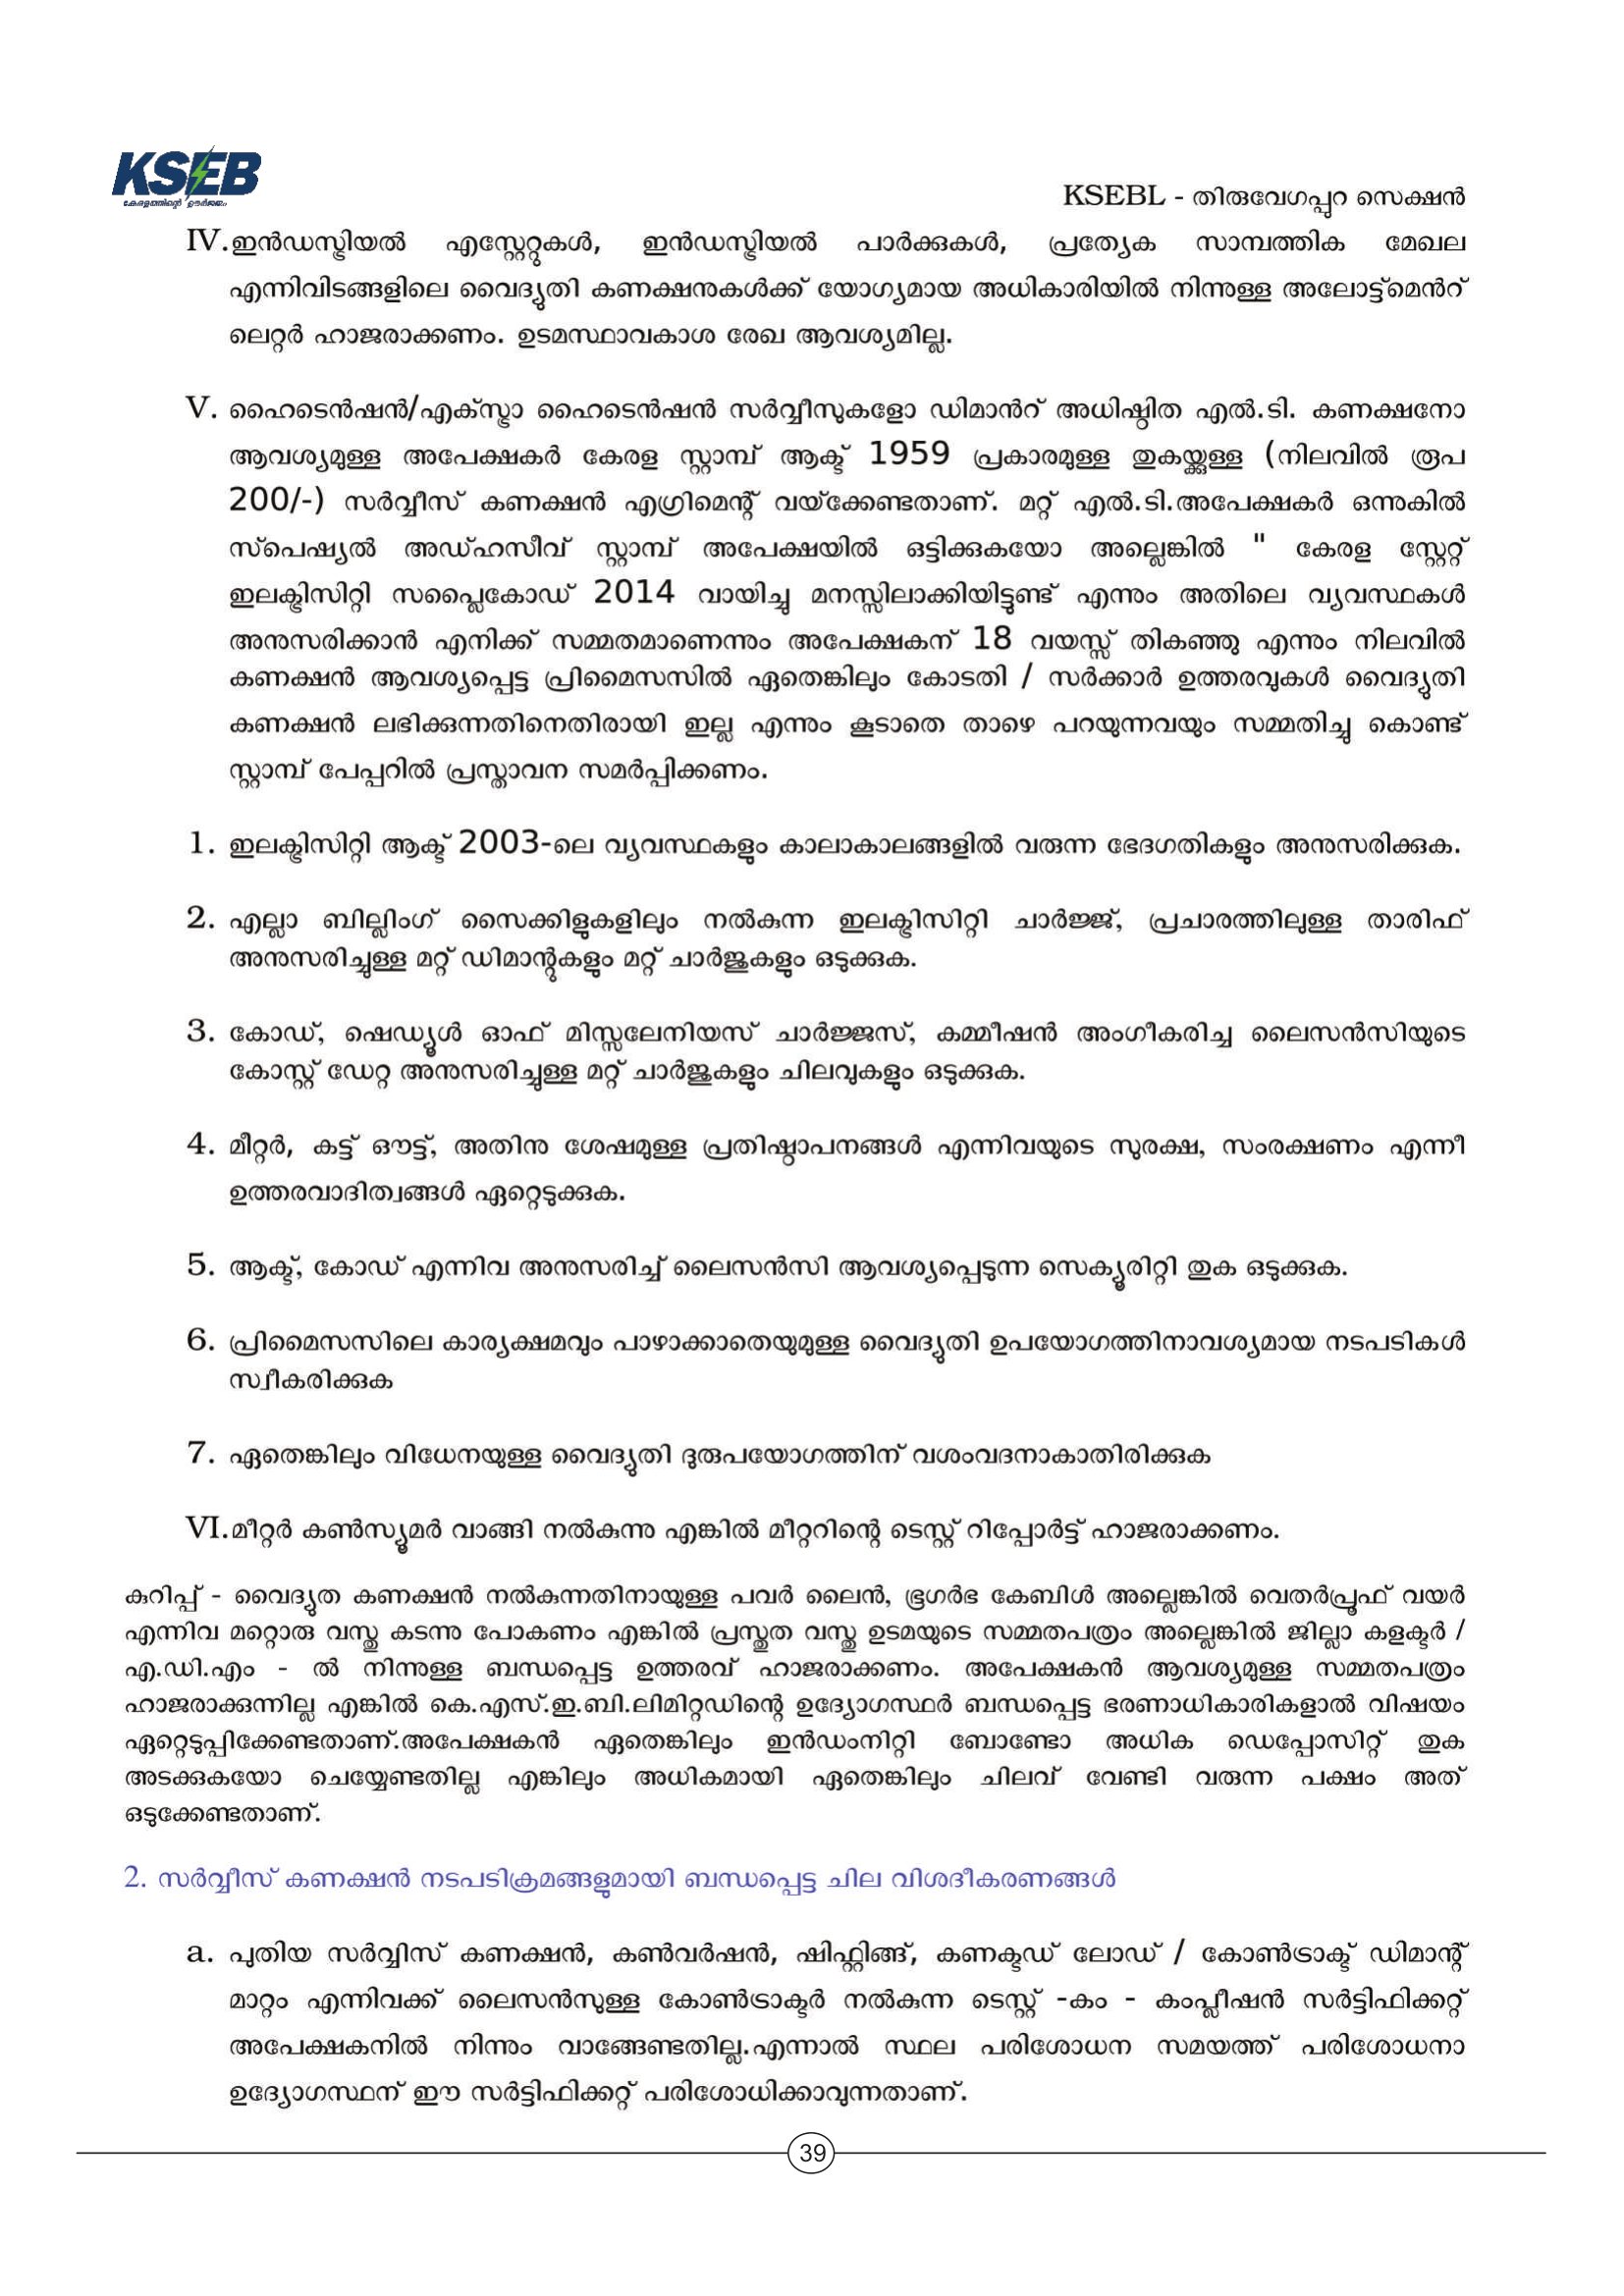 KSEB
കേരളത്തിന്റെ ഊർജ്ജം
KSEBL - തിരുവേഗപ്പുറ സെക്ഷൻ
IV.ഇൻഡസ്ട്രിയൽ എസ്റ്റേറ്റുകൾ, ഇൻഡസ്ട്രിയൽ പാർക്കുകൾ, പ്രത്യേക സാമ്പത്തിക മേഖല
എന്നിവിടങ്ങളിലെ വൈദ്യുതി കണക്ഷനുകൾക്ക് യോഗ്യമായ അധികാരിയിൽ നിന്നുള്ള അലോട്ട്മെൻറ്
ലെറ്റർ ഹാജരാക്കണം. ഉടമസ്ഥാവകാശ രേഖ ആവശ്യമില്ല.
V. ഹൈടെൻഷൻ/എക്സ്ട്രാ ഹൈടെൻഷൻ സർവ്വീസുകളോ ഡിമാൻറ് അധിഷ്ഠിത എൽ.ടി. കണക്ഷനോ
ആവശ്യമുള്ള അപേക്ഷകർ കേരള സ്റ്റാമ്പ് ആക്ട് 1959 പ്രകാരമുള്ള തുകയ്ക്കുള്ള (നിലവിൽ രൂപ
200/-) സർവ്വീസ് കണക്ഷൻ എഗ്രിമെന്റ് വയ്ക്കേണ്ടതാണ്. മറ്റ് എൽ.ടി.അപേക്ഷകർ ഒന്നുകിൽ
സ്പെഷ്യൽ അഡ്ഹസീവ് സ്റ്റാമ്പ് അപേക്ഷയിൽ ഒട്ടിക്കുകയോ അല്ലെങ്കിൽ " കേരള സ്റ്റേറ്റ്
ഇലക്ട്രിസിറ്റി സപ്ലൈകോഡ് 2014 വായിച്ചു മനസ്സിലാക്കിയിട്ടുണ്ട് എന്നും അതിലെ വ്യവസ്ഥകൾ
അനുസരിക്കാൻ എനിക്ക് സമ്മതമാണെന്നും അപേക്ഷകന് 18 വയസ്സ് തികഞ്ഞു എന്നും നിലവിൽ
കണക്ഷൻ ആവശ്യപ്പെട്ട പ്രിമൈസസിൽ ഏതെങ്കിലും കോടതി / സർക്കാർ ഉത്തരവുകൾ വൈദ്യുതി
കണക്ഷൻ ലഭിക്കുന്നതിനെതിരായി ഇല്ല എന്നും കൂടാതെ താഴെ പറയുന്നവയും സമ്മതിച്ചു കൊണ്ട്
സ്റ്റാമ്പ് പേപ്പറിൽ പ്രസ്താവന സമർപ്പിക്കണം.
1. ഇലക്ട്രിസിറ്റി ആക്ട് 2003-ലെ വ്യവസ്ഥകളും കാലാകാലങ്ങളിൽ വരുന്ന ഭേദഗതികളും അനുസരിക്കുക.
2. എല്ലാ ബില്ലിംഗ് സൈക്കിളുകളിലും നൽകുന്ന ഇലക്ട്രിസിറ്റി ചാർജ്ജ്, പ്രചാരത്തിലുള്ള താരിഫ്
അനുസരിച്ചുള്ള മറ്റ് ഡിമാന്റുകളും മറ്റ് ചാർജുകളും ഒടുക്കുക.
3. കോഡ്, ഷെഡ്യൂൾ ഓഫ് മിസ്സലേനിയസ് ചാർജ്ജസ്, കമ്മീഷൻ അംഗീകരിച്ച ലൈസൻസിയുടെ
കോസ്റ്റ് ഡേറ്റ അനുസരിച്ചുള്ള മറ്റ് ചാർജുകളും ചിലവുകളും ഒടുക്കുക.
4. മീറ്റർ, കട്ട് ഔട്ട്, അതിനു ശേഷമുള്ള പ്രതിഷ്ഠാപനങ്ങൾ എന്നിവയുടെ സുരക്ഷ, സംരക്ഷണം എന്നീ
ഉത്തരവാദിത്വങ്ങൾ ഏറ്റെടുക്കുക.
5. ആക്ട്, കോഡ് എന്നിവ അനുസരിച്ച് ലൈസൻസി ആവശ്യപ്പെടുന്ന സെക്യൂരിറ്റി തുക ഒടുക്കുക.
6. പ്രിമൈസസിലെ കാര്യക്ഷമവും പാഴാക്കാതെയുമുള്ള വൈദ്യുതി ഉപയോഗത്തിനാവശ്യമായ നടപടികൾ
സ്വീകരിക്കുക
7. ഏതെങ്കിലും വിധേനയുള്ള വൈദ്യുതി ദുരുപയോഗത്തിന് വശംവദനാകാതിരിക്കുക
VI.മീറ്റർ കൺസ്യൂമർ വാങ്ങി നൽകുന്നു എങ്കിൽ മീറ്ററിന്റെ ടെസ്റ്റ് റിപ്പോർട്ട് ഹാജരാക്കണം.
കുറിപ്പ് - വൈദ്യുത കണക്ഷൻ നൽകുന്നതിനായുള്ള പവർ ലൈൻ, ഭൂഗർഭ കേബിൾ അല്ലെങ്കിൽ വെതർപ്രൂഫ് വയർ
എന്നിവ മറ്റൊരു വസ്തു കടന്നു പോകണം എങ്കിൽ പ്രസ്തുത വസ്തു ഉടമയുടെ സമ്മതപത്രം അല്ലെങ്കിൽ ജില്ലാ കളക്ടർ /
എ.ഡി.എം - ൽ നിന്നുള്ള ബന്ധപ്പെട്ട ഉത്തരവ് ഹാജരാക്കണം. അപേക്ഷകൻ ആവശ്യമുള്ള സമ്മതപത്രം
ഹാജരാക്കുന്നില്ല എങ്കിൽ കെ.എസ്.ഇ.ബി.ലിമിറ്റഡിന്റെ ഉദ്യോഗസ്ഥർ ബന്ധപ്പെട്ട ഭരണാധികാരികളാൽ വിഷയം
ഏറ്റെടുപ്പിക്കേണ്ടതാണ്.അപേക്ഷകൻ ഏതെങ്കിലും ഇൻഡംനിറ്റി ബോണ്ടോ അധിക ഡെപ്പോസിറ്റ് തുക
അടക്കുകയോ ചെയ്യേണ്ടതില്ല എങ്കിലും അധികമായി ഏതെങ്കിലും ചിലവ് വേണ്ടി വരുന്ന പക്ഷം അത്
ഒടുക്കേണ്ടതാണ്.
2. സർവ്വീസ് കണക്ഷൻ നടപടിക്രമങ്ങളുമായി ബന്ധപ്പെട്ട ചില വിശദീകരണങ്ങൾ
a. പുതിയ സർവ്വിസ് കണക്ഷൻ, കൺവർഷൻ, ഷിഫ്റ്റിങ്ങ്, കണക്ടഡ് ലോഡ് / കോൺട്രാക്ട് ഡിമാന്റ്
മാറ്റം എന്നിവക്ക് ലൈസൻസുള്ള കോൺട്രാക്ടർ നൽകുന്ന ടെസ്റ്റ് -കം - കംപ്ലീഷൻ സർട്ടിഫിക്കറ്റ്
അപേക്ഷകനിൽ നിന്നും വാങ്ങേണ്ടതില്ല.എന്നാൽ സ്ഥല പരിശോധന സമയത്ത് പരിശോധനാ
ഉദ്യോഗസ്ഥന് ഈ സർട്ടിഫിക്കറ്റ് പരിശോധിക്കാവുന്നതാണ്.
39